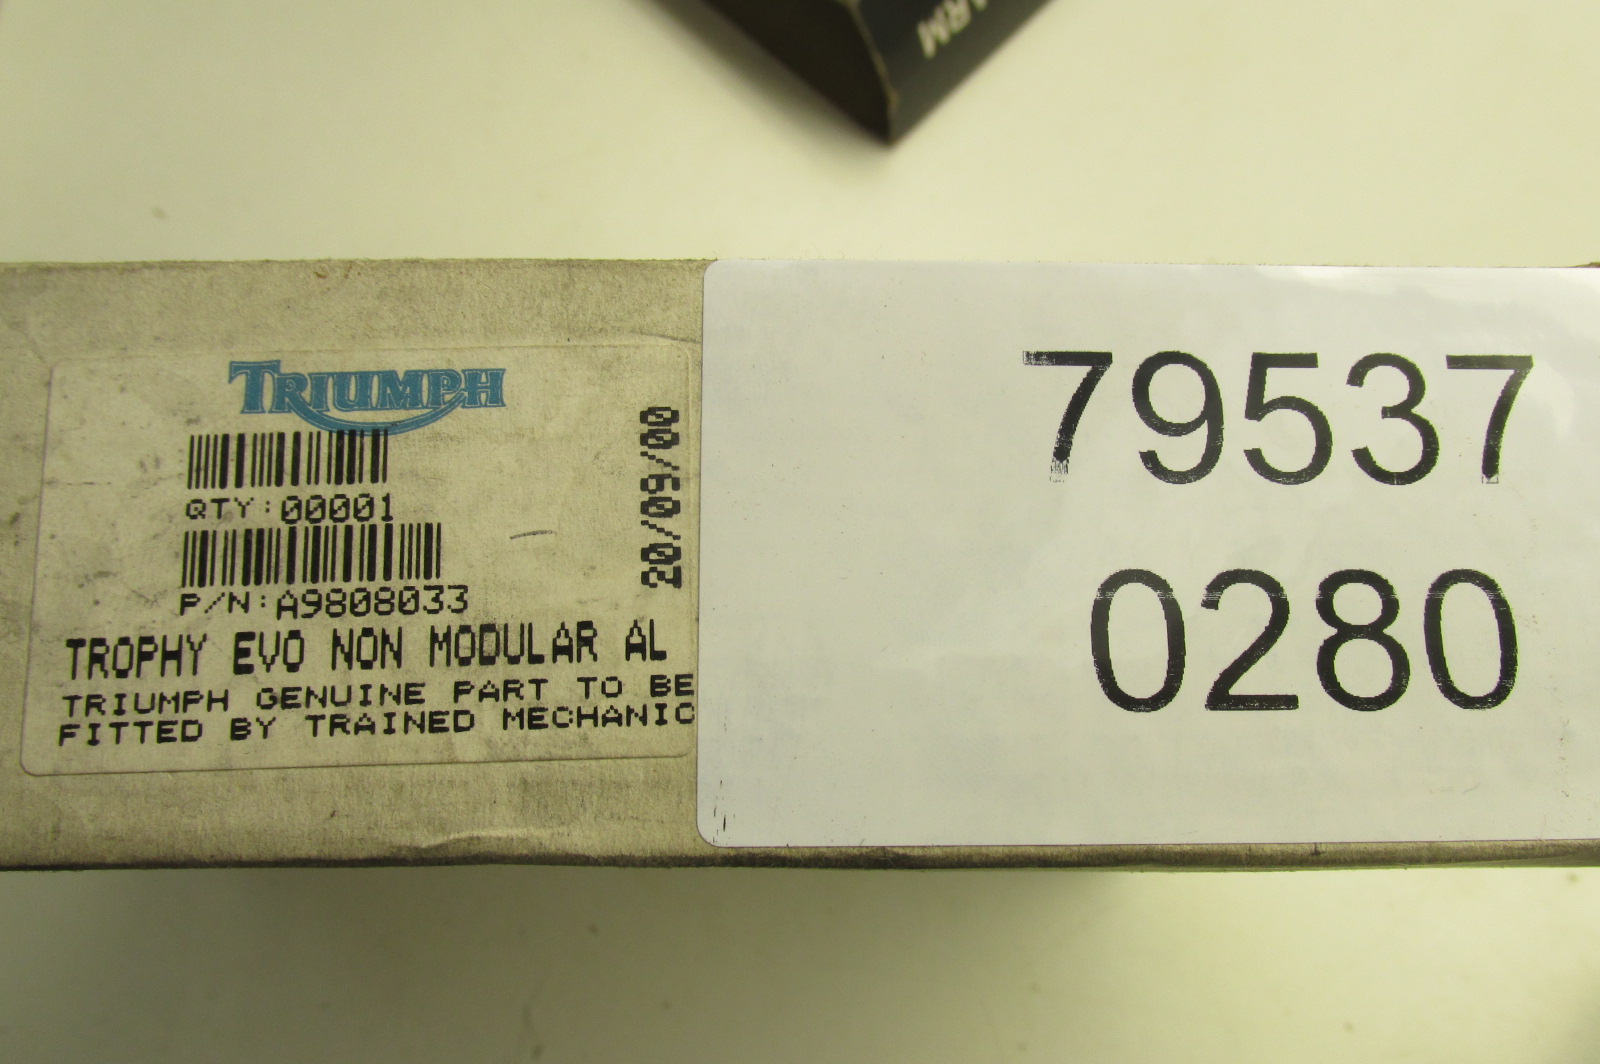 ARM
TRIUMPH
QTY:00001
P/N:A9808033
20/09/00
TROPHY EVO NON MODULAR AL
TRIUMPH GENUINE PART TO BE
FITTED BY TRAINED MECHANIC
79537
0280